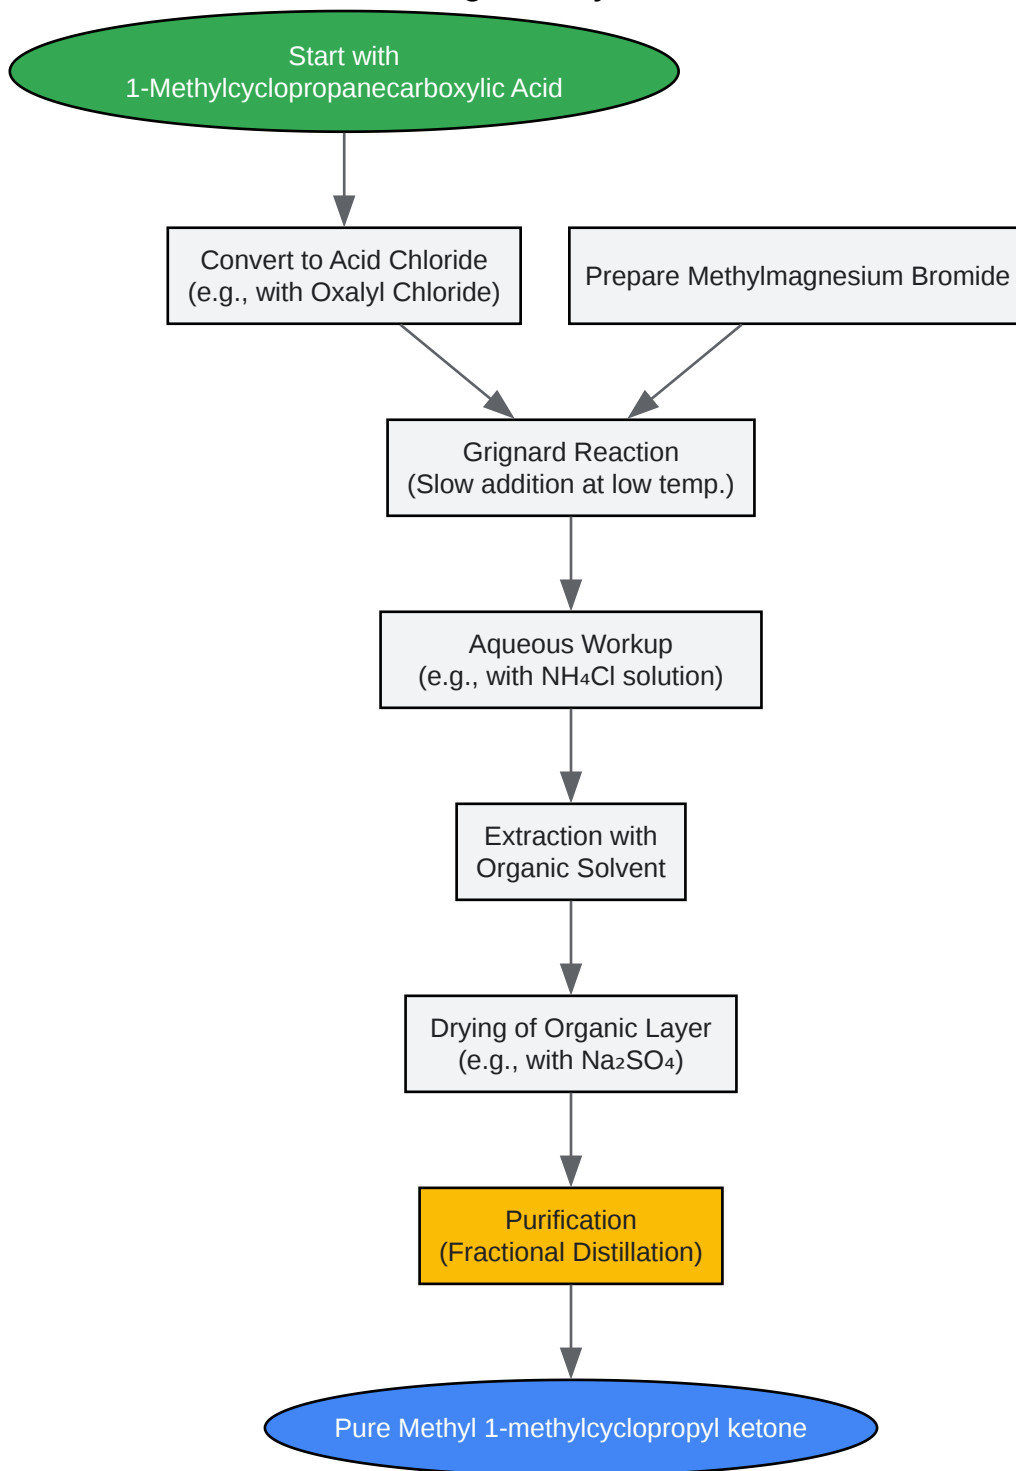 Start with
1-Methylcyclopropanecarboxylic Acid
Convert to Acid Chloride
(e.g., with Oxalyl Chloride)
Prepare Methylmagnesium Bromide
Grignard Reaction
(Slow addition at low temp.)
Aqueous Workup
(e.g., with NH₄Cl solution)
Extraction with
Organic Solvent
Drying of Organic Layer
(e.g., with Na₂SO₄)
Purification
(Fractional Distillation)
Pure Methyl 1-methylcyclopropyl ketone